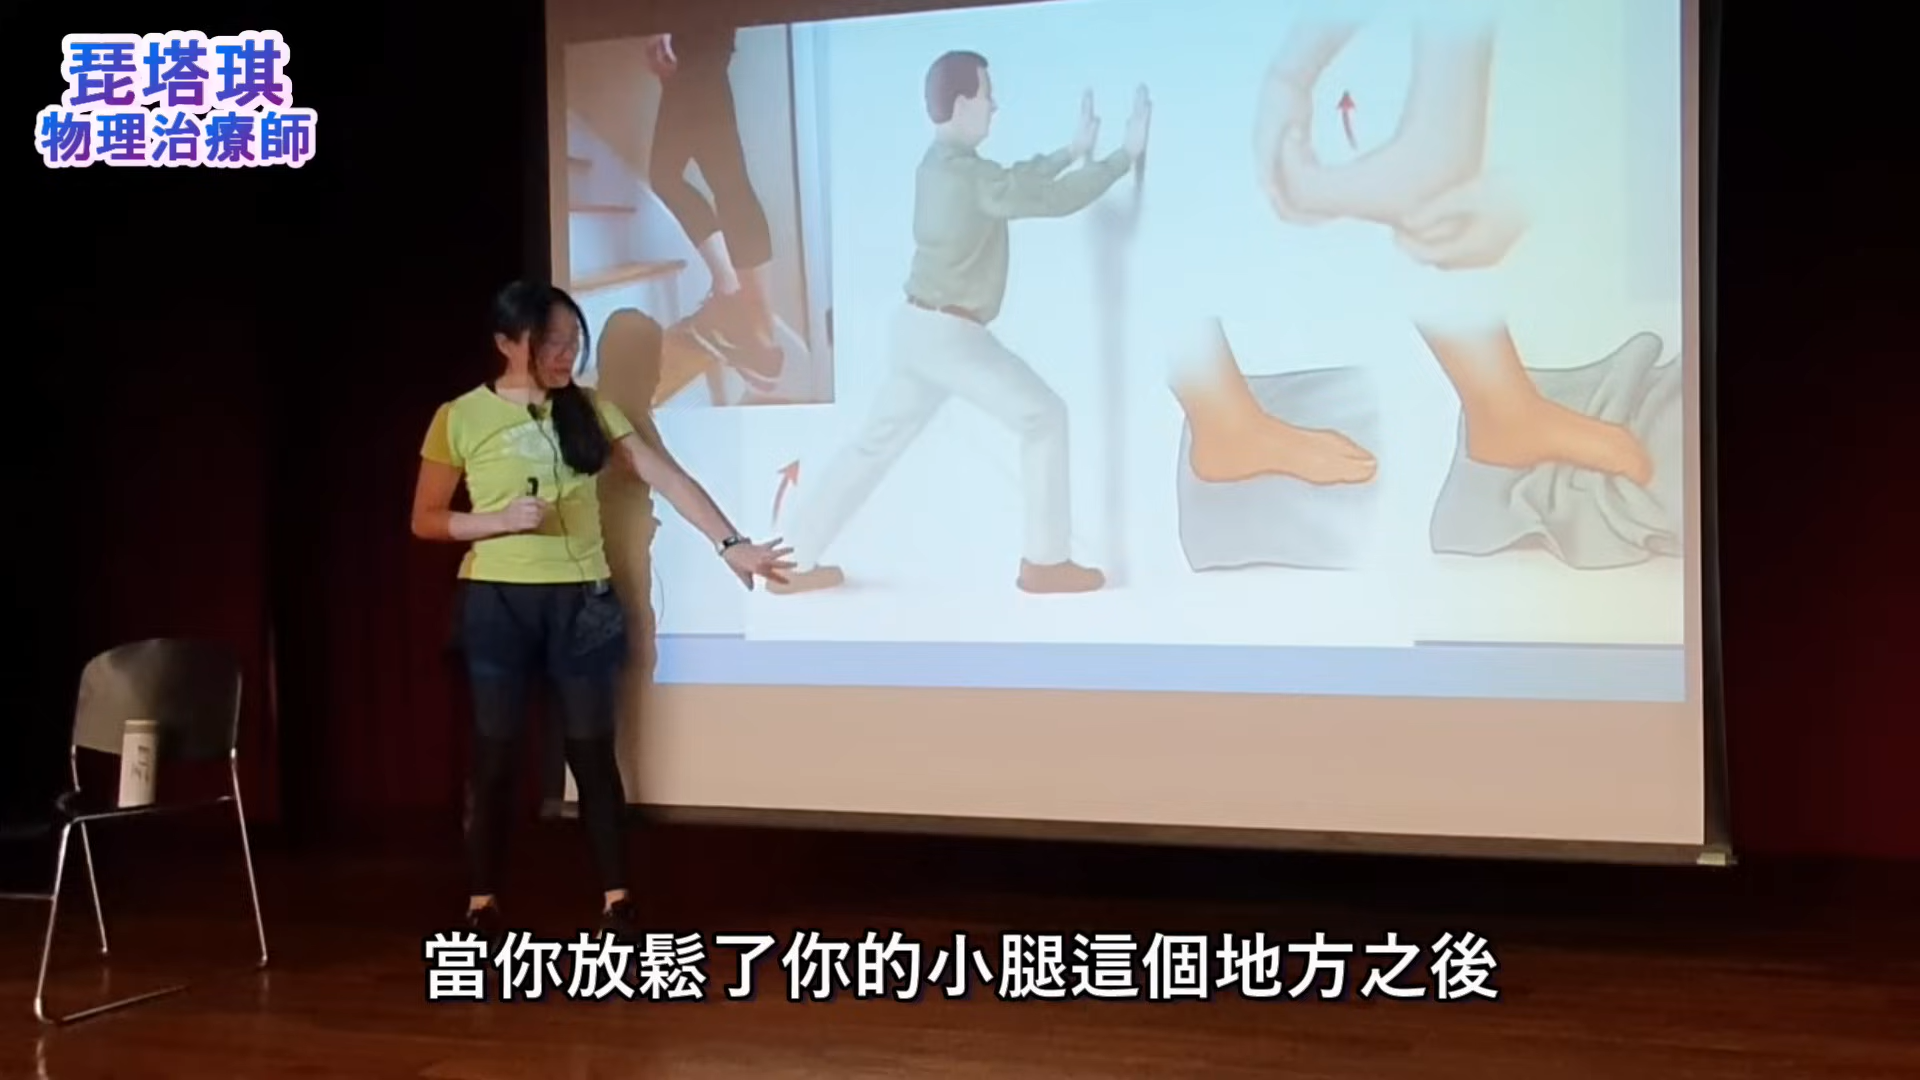 琵塔琪
物理治療師
當你放鬆了你的小腿這個地方之後